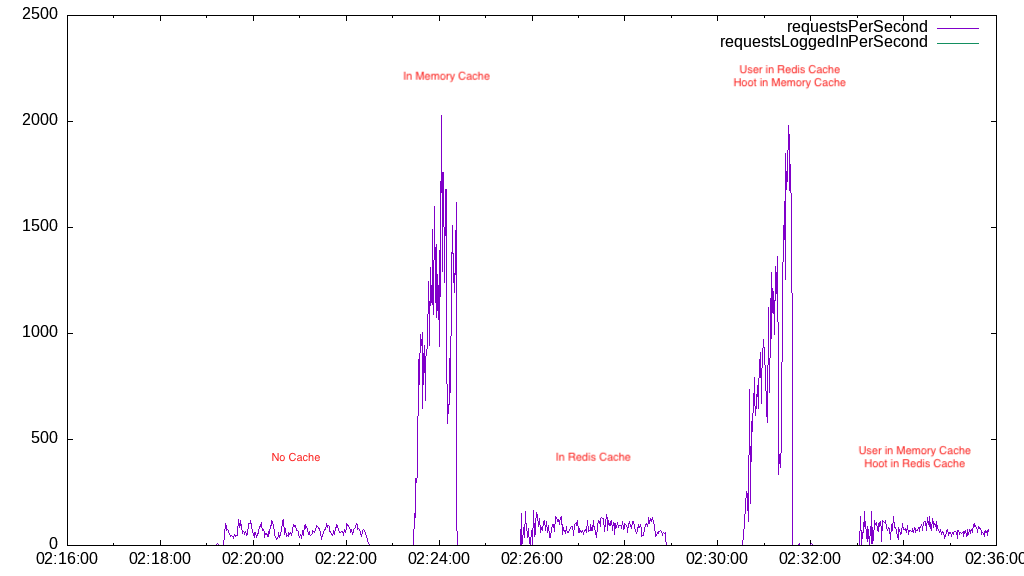 2500
2000
1500
1000
500
0
requestsPerSecond
requestsLoggedInPerSecond
In Memory Cache
User in Redis Cache
Hoot in Memory Cache
No Cache
In Redis Cache
User in Memory Cache
Hoot in Redis Cache
02:16:00 02:18:00 02:20:00 02:22:00 02:24:00 02:26:00 02:28:00 02:30:00 02:32:00 02:34:00 02:36:00